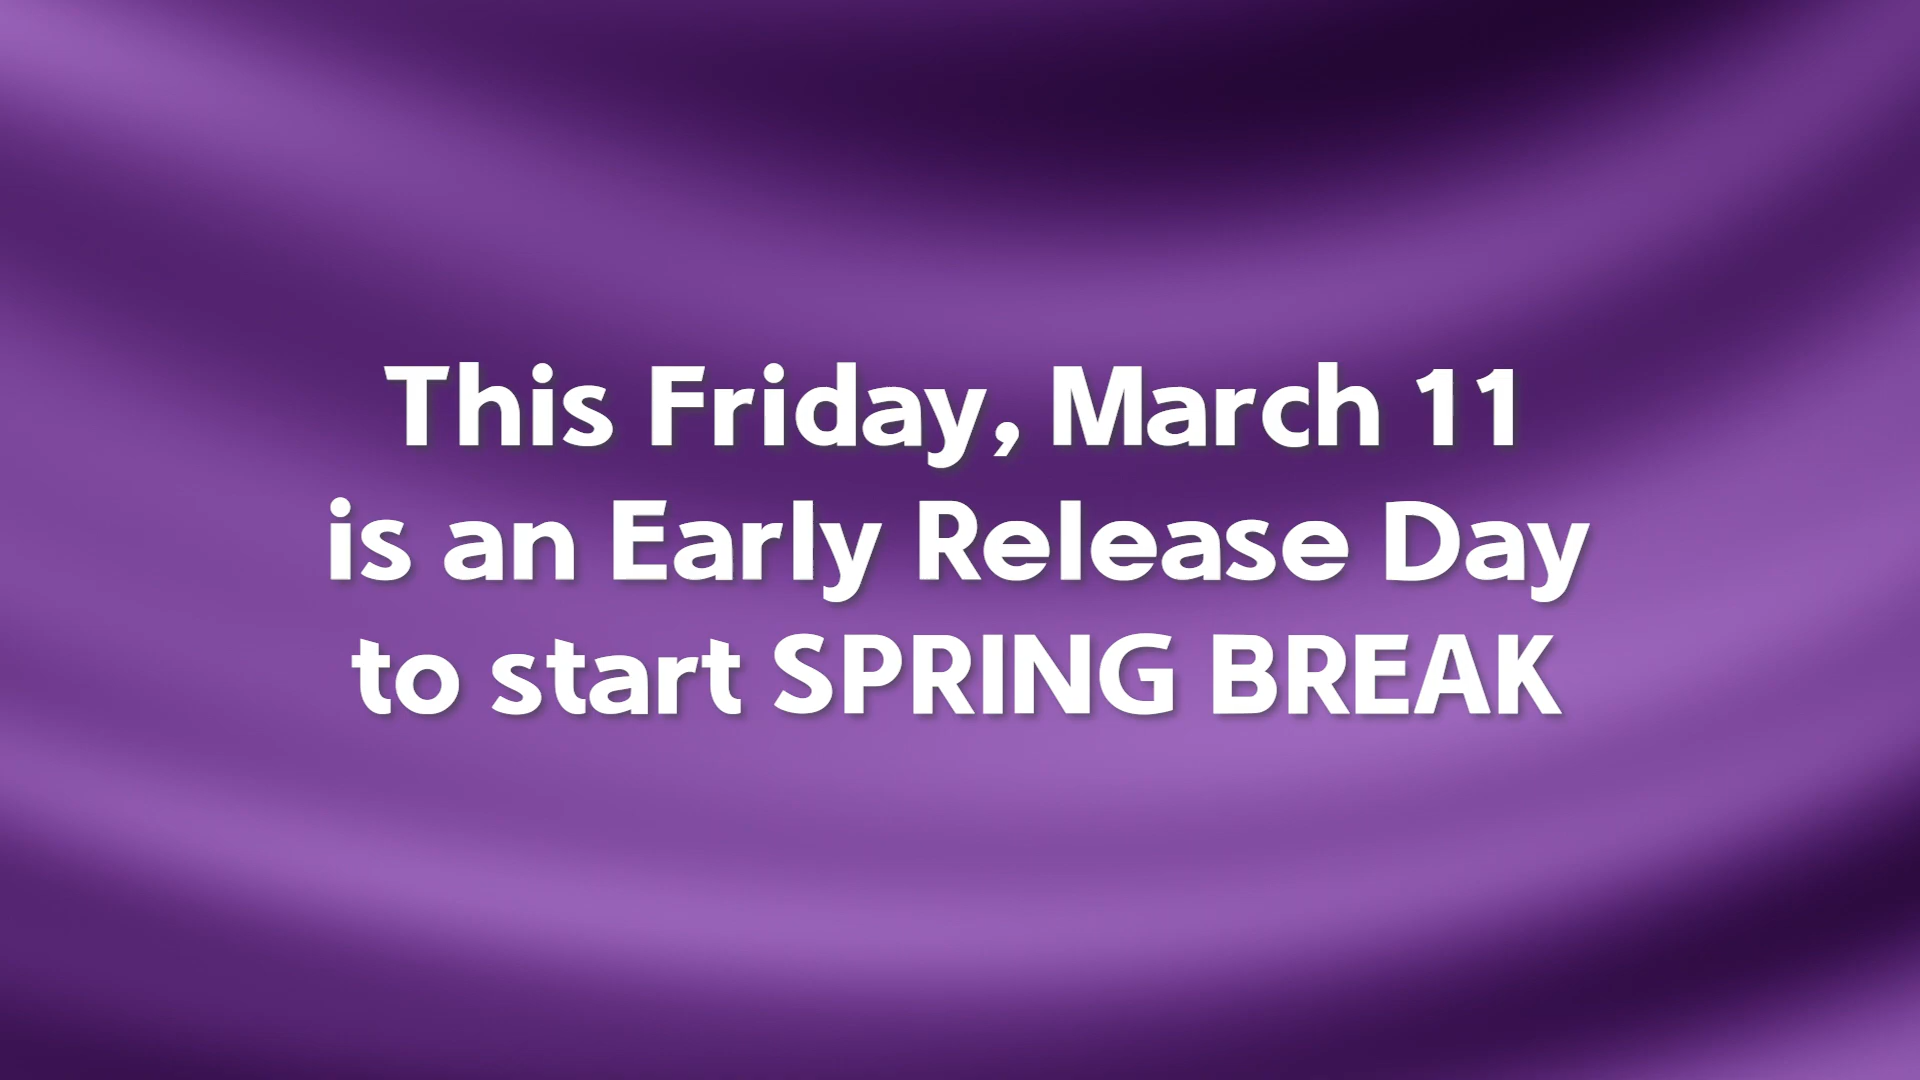 This Friday, March 11
is an Early Release Day
to start SPRING BREAK